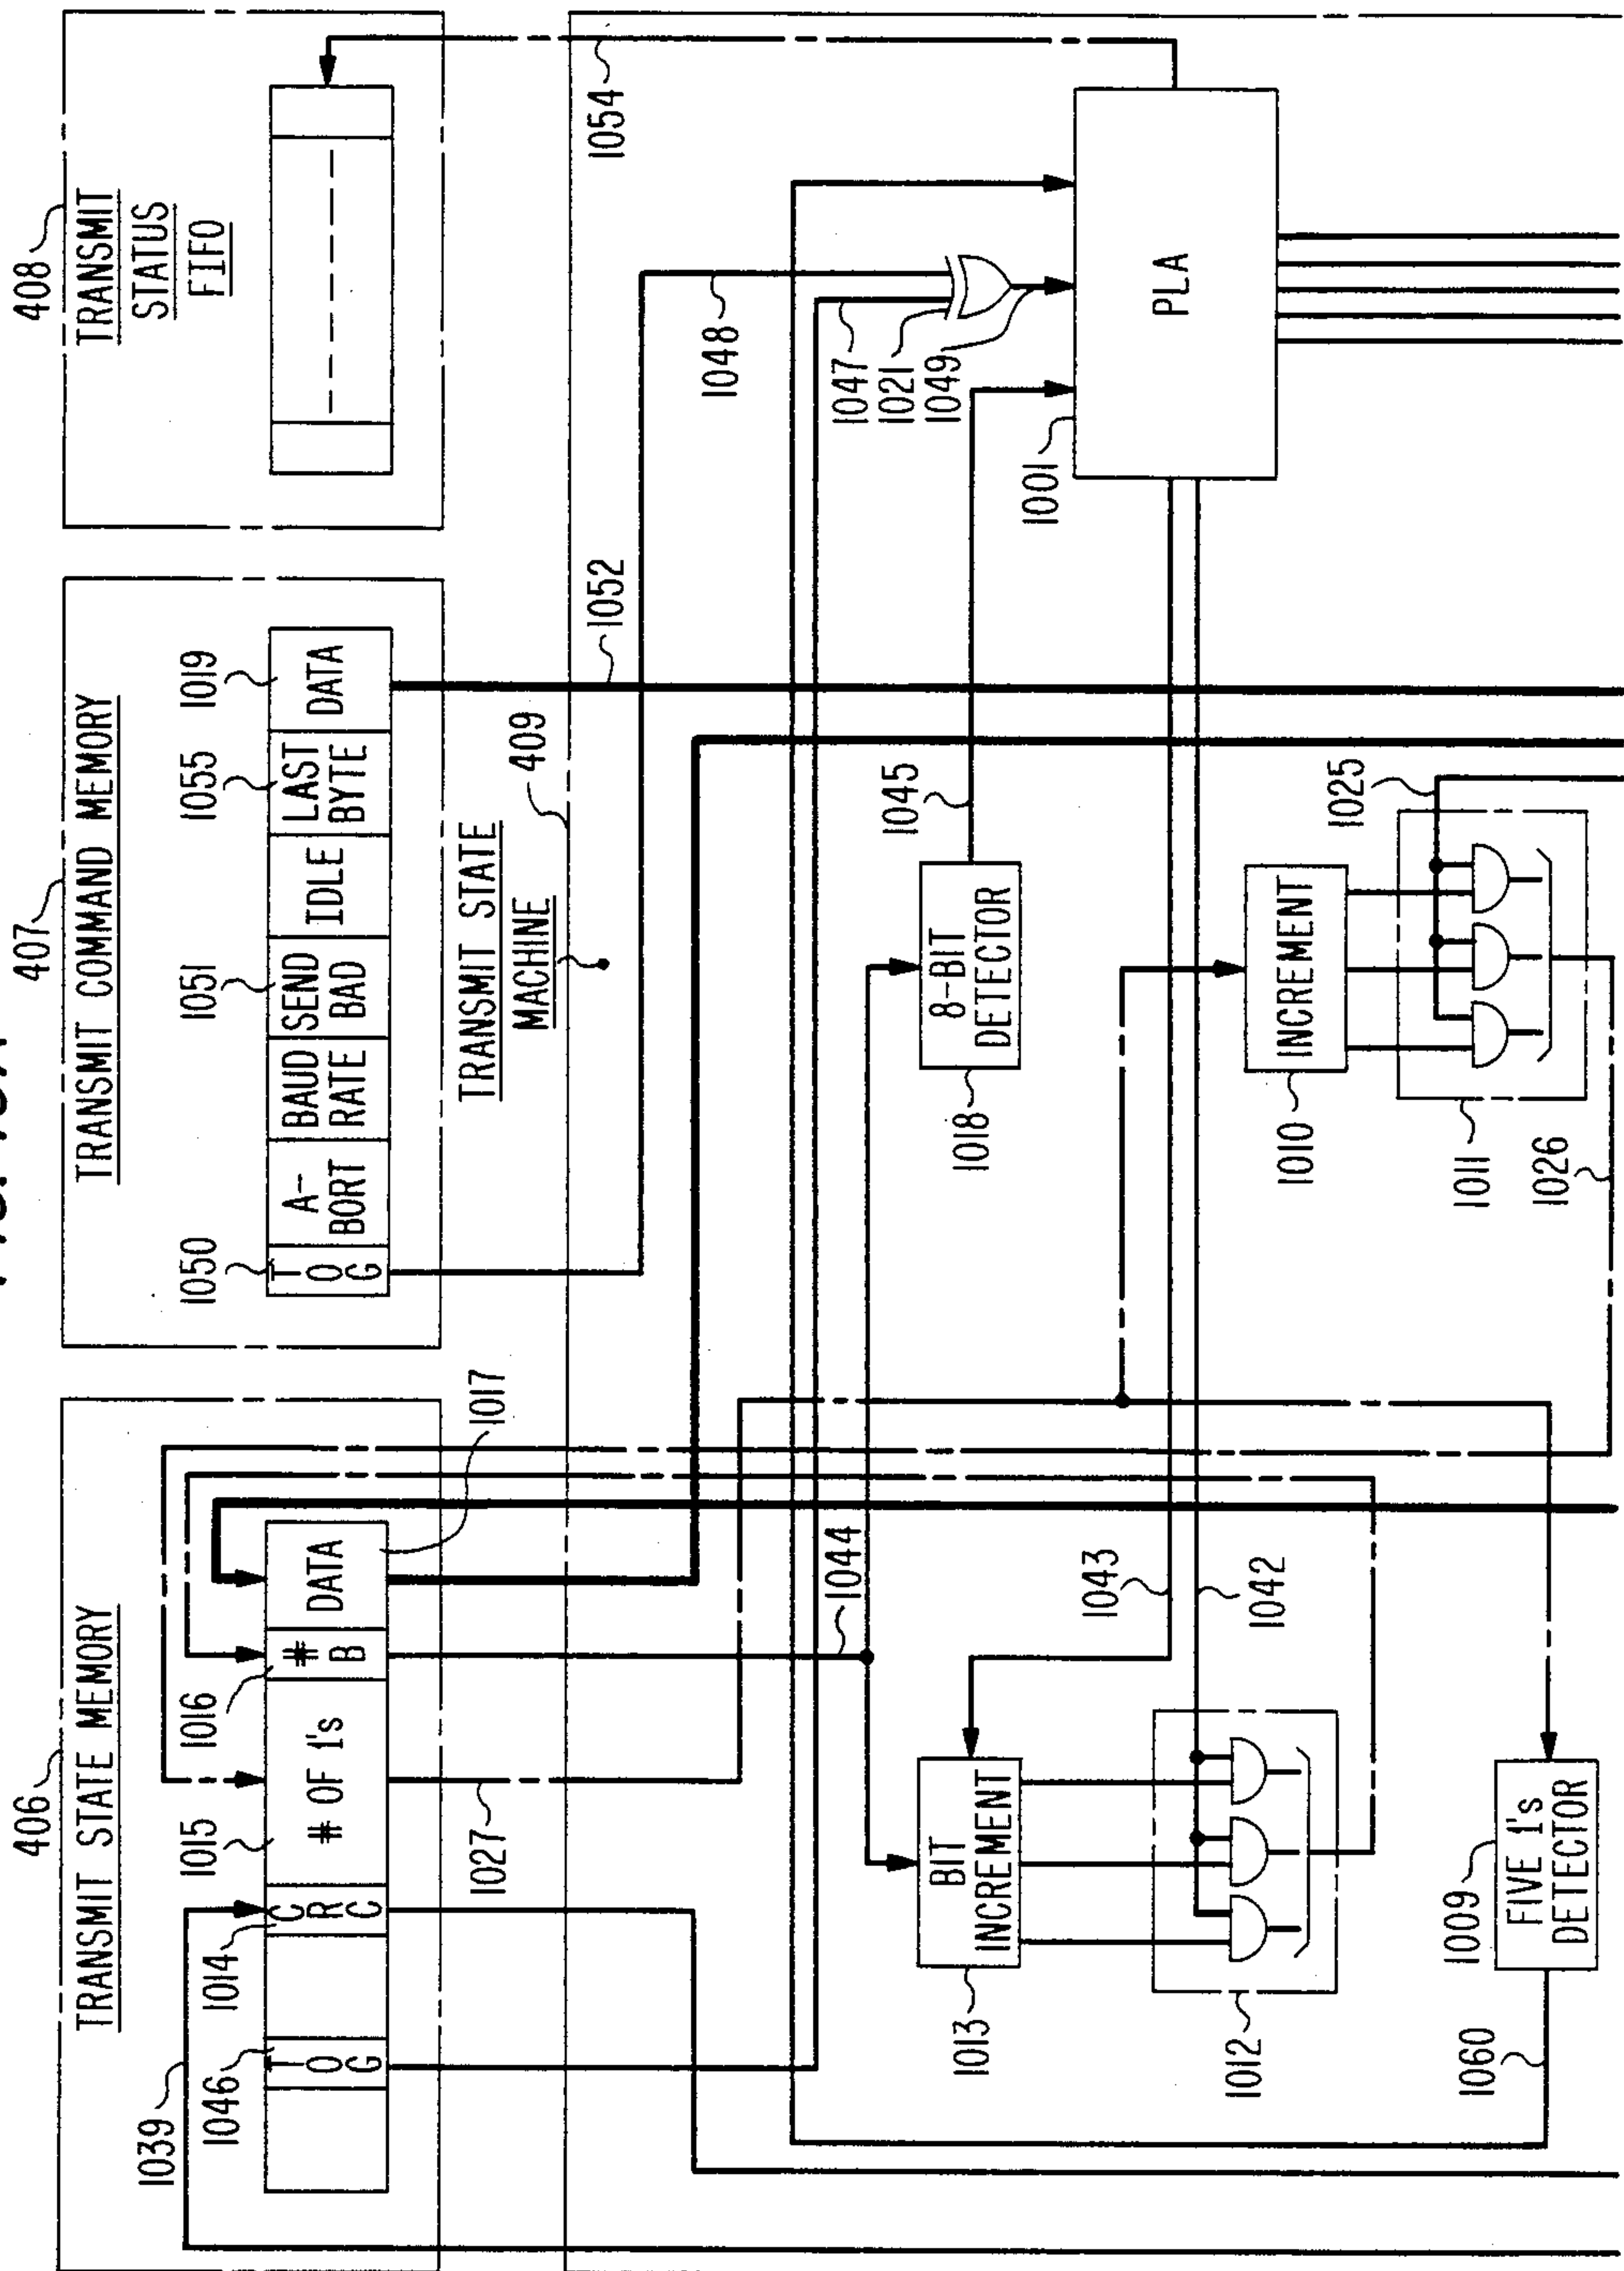 406
TRANSMIT STATE MEMORY
1039
1046
T
O
G
1014
C
R
C
1015
# OF 1's
1016
#
B
DATA
1017
1027
1044
407
TRANSMIT COMMAND MEMORY
1050
T
O
G
A-
BORT
BAUD
RATE
1051
SEND
BAD
IDLE
1055
LAST
BYTE
1019
DATA
408
TRANSMIT
STATUS
FIFO
TRANSMIT STATE
MACHINE
409
1052
1054
1048
1047
1021
1049
1045
8-BIT
DETECTOR
1018
1001
PLA
BIT
INCREMENT
1013
1043
1042
1012
INCREMENT
1010
1025
1011
1026
1009
FIVE 1's
DETECTOR
1060